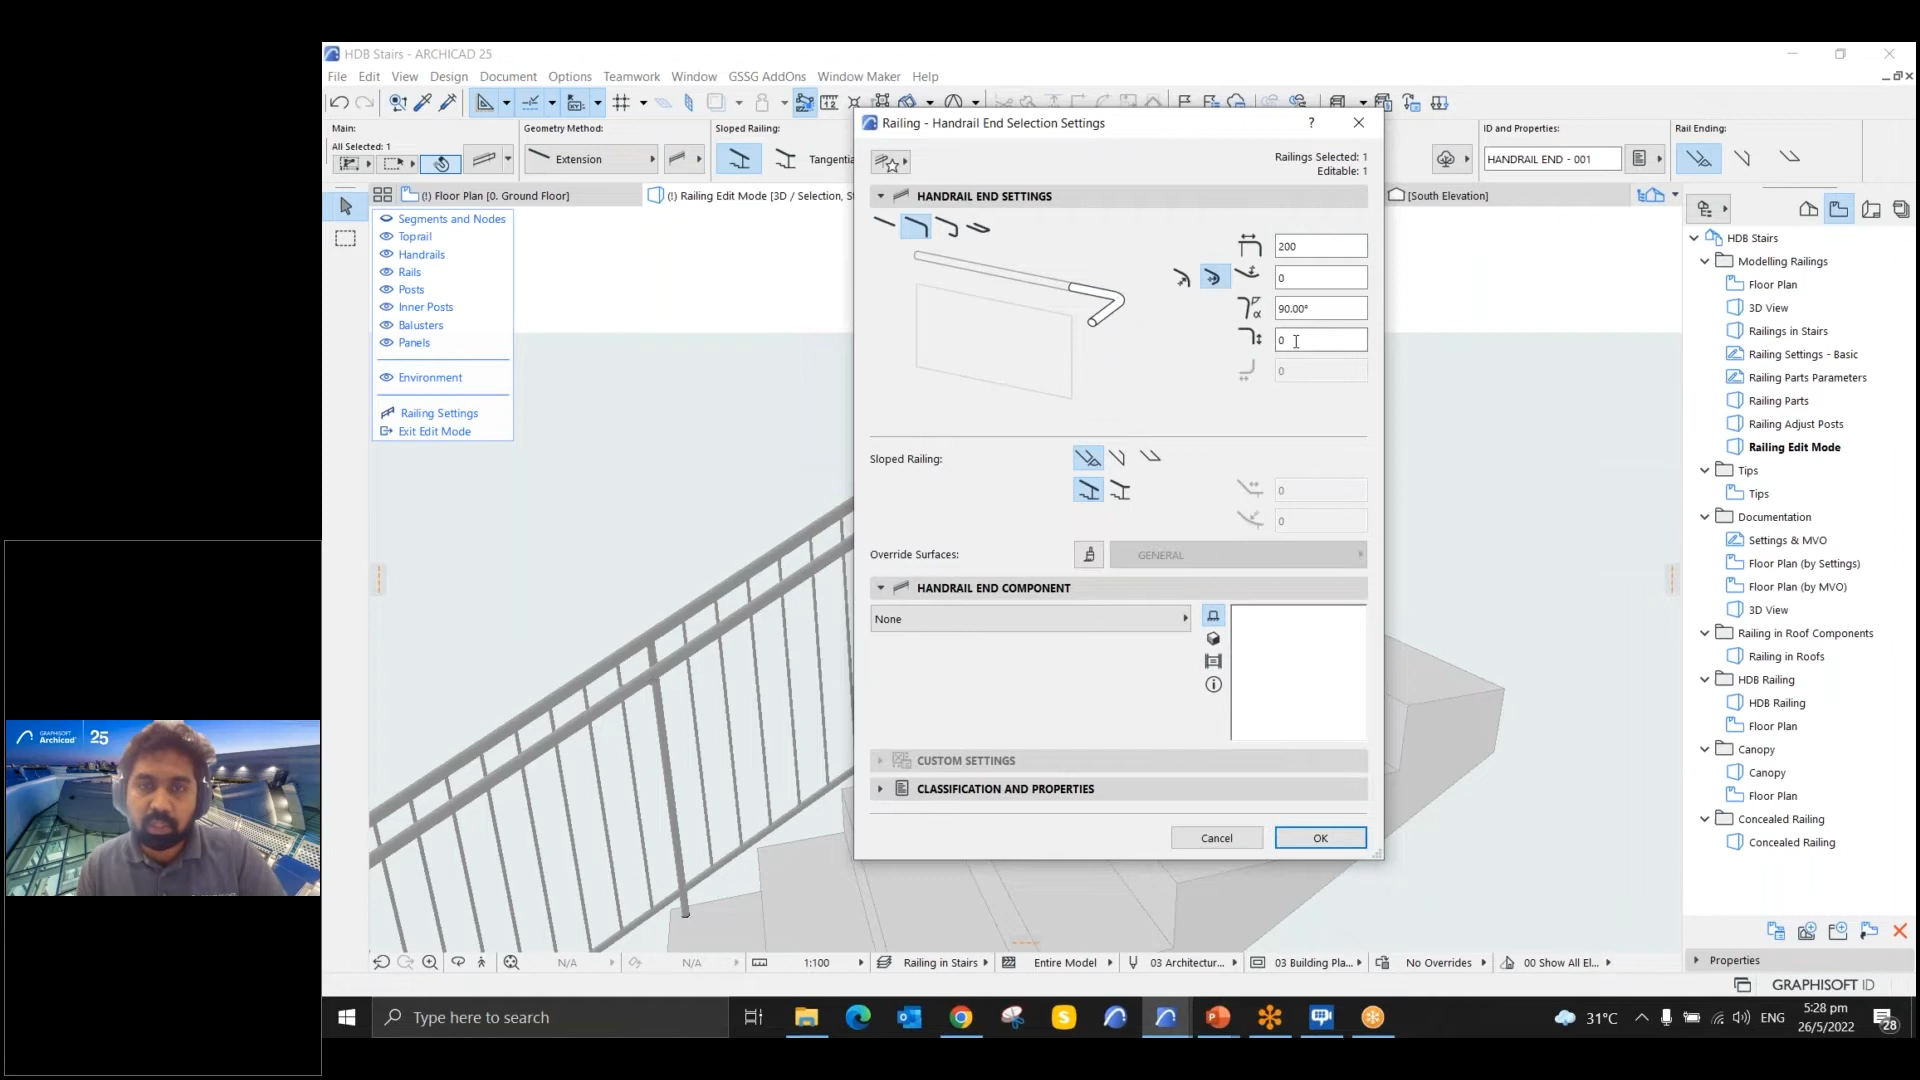 HDB Stairs - ARCHICAD 25
File Edit View Design Document Options Teamwork Window GSSG AddOns Window Maker Help
Main:
All Selected: 1
Geometry Method:
Extension
Sloped Railing:
Tangentia
ID and Properties:
HANDRAIL END - 001
Rail Ending:
(!) Floor Plan [0. Ground Floor]
(!) Railing Edit Mode [3D / Selection, S
[South Elevation]
Segments and Nodes
Toprail
Handrails
Rails
Posts
Inner Posts
Balusters
Panels
Environment
Railing Settings
Exit Edit Mode
Railing - Handrail End Selection Settings
?
Railings Selected: 1
Editable: 1
HANDRAIL END SETTINGS
200
0
90.00°
0
0
Sloped Railing:
0
0
Override Surfaces:
GENERAL
HANDRAIL END COMPONENT
None
CUSTOM SETTINGS
CLASSIFICATION AND PROPERTIES
Cancel
OK
HDB Stairs
Modelling Railings
Floor Plan
3D View
Railings in Stairs
Railing Settings - Basic
Railing Parts Parameters
Railing Parts
Railing Adjust Posts
Railing Edit Mode
Tips
Tips
Documentation
Settings & MVO
Floor Plan (by Settings)
Floor Plan (by MVO)
3D View
Railing in Roof Components
Railing in Roofs
HDB Railing
HDB Railing
Floor Plan
Canopy
Canopy
Floor Plan
Concealed Railing
Concealed Railing
Properties
GRAPHISOFT ID
N/A
N/A
1:100
Railing in Stairs
Entire Model
03 Architectur...
03 Building Pla...
No Overrides
00 Show All El...
GRAPHISOFT
Archicad 25
Type here to search
31°C
ENG
5:28 pm
26/5/2022
28